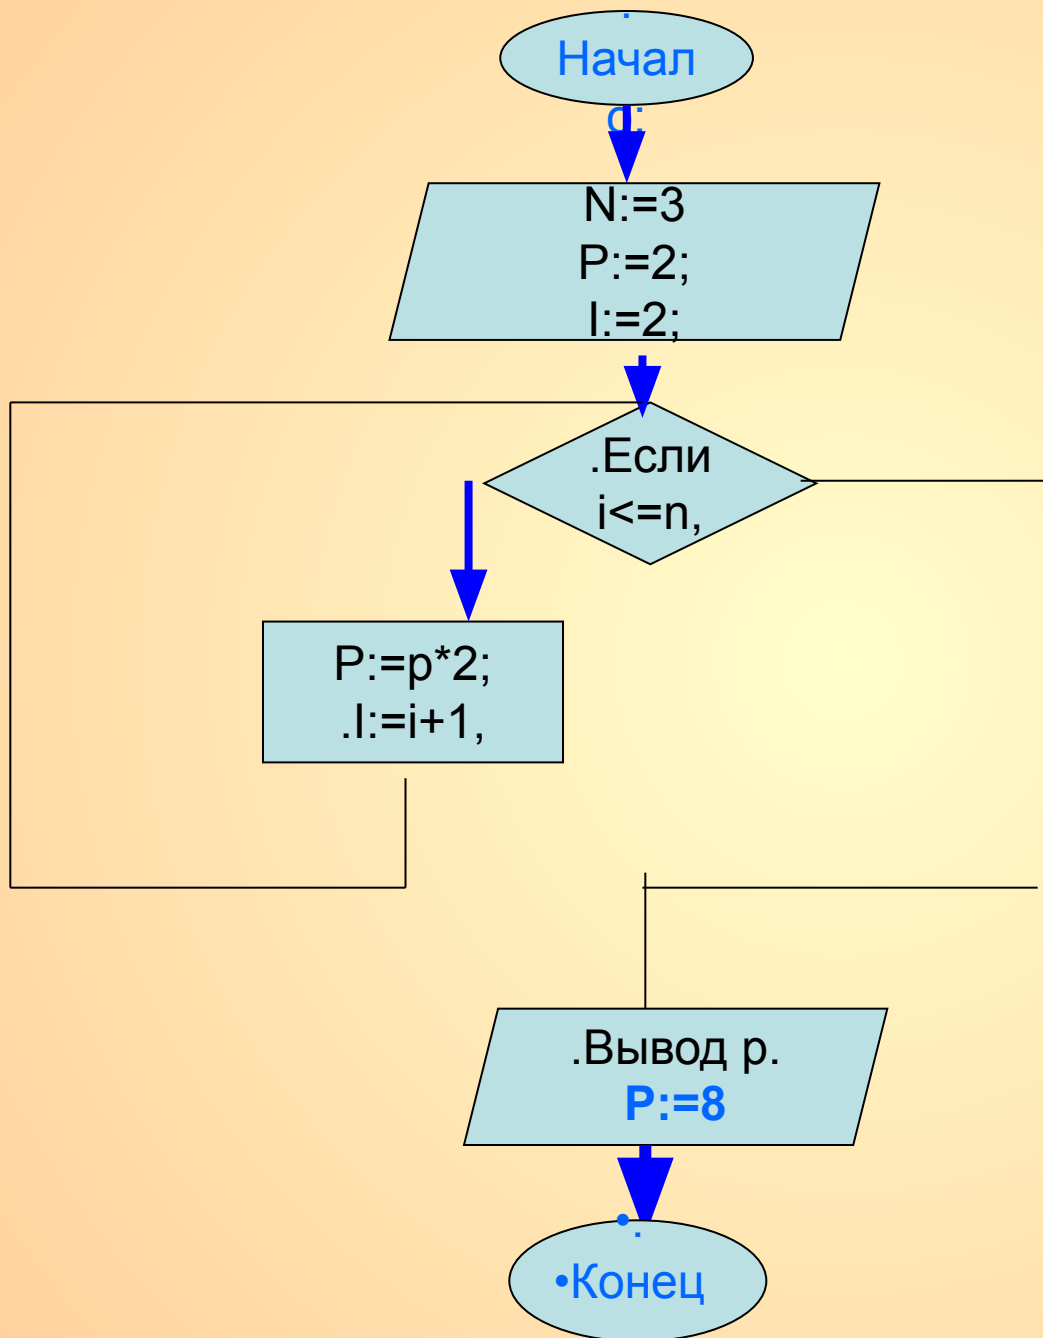 .
Начал
о:
N:=3
P:=2;
I:=2;
.Если
i<=n,
P:=p*2;
.I:=i+1,
.Вывод p.
P:=8
• .
•Конец